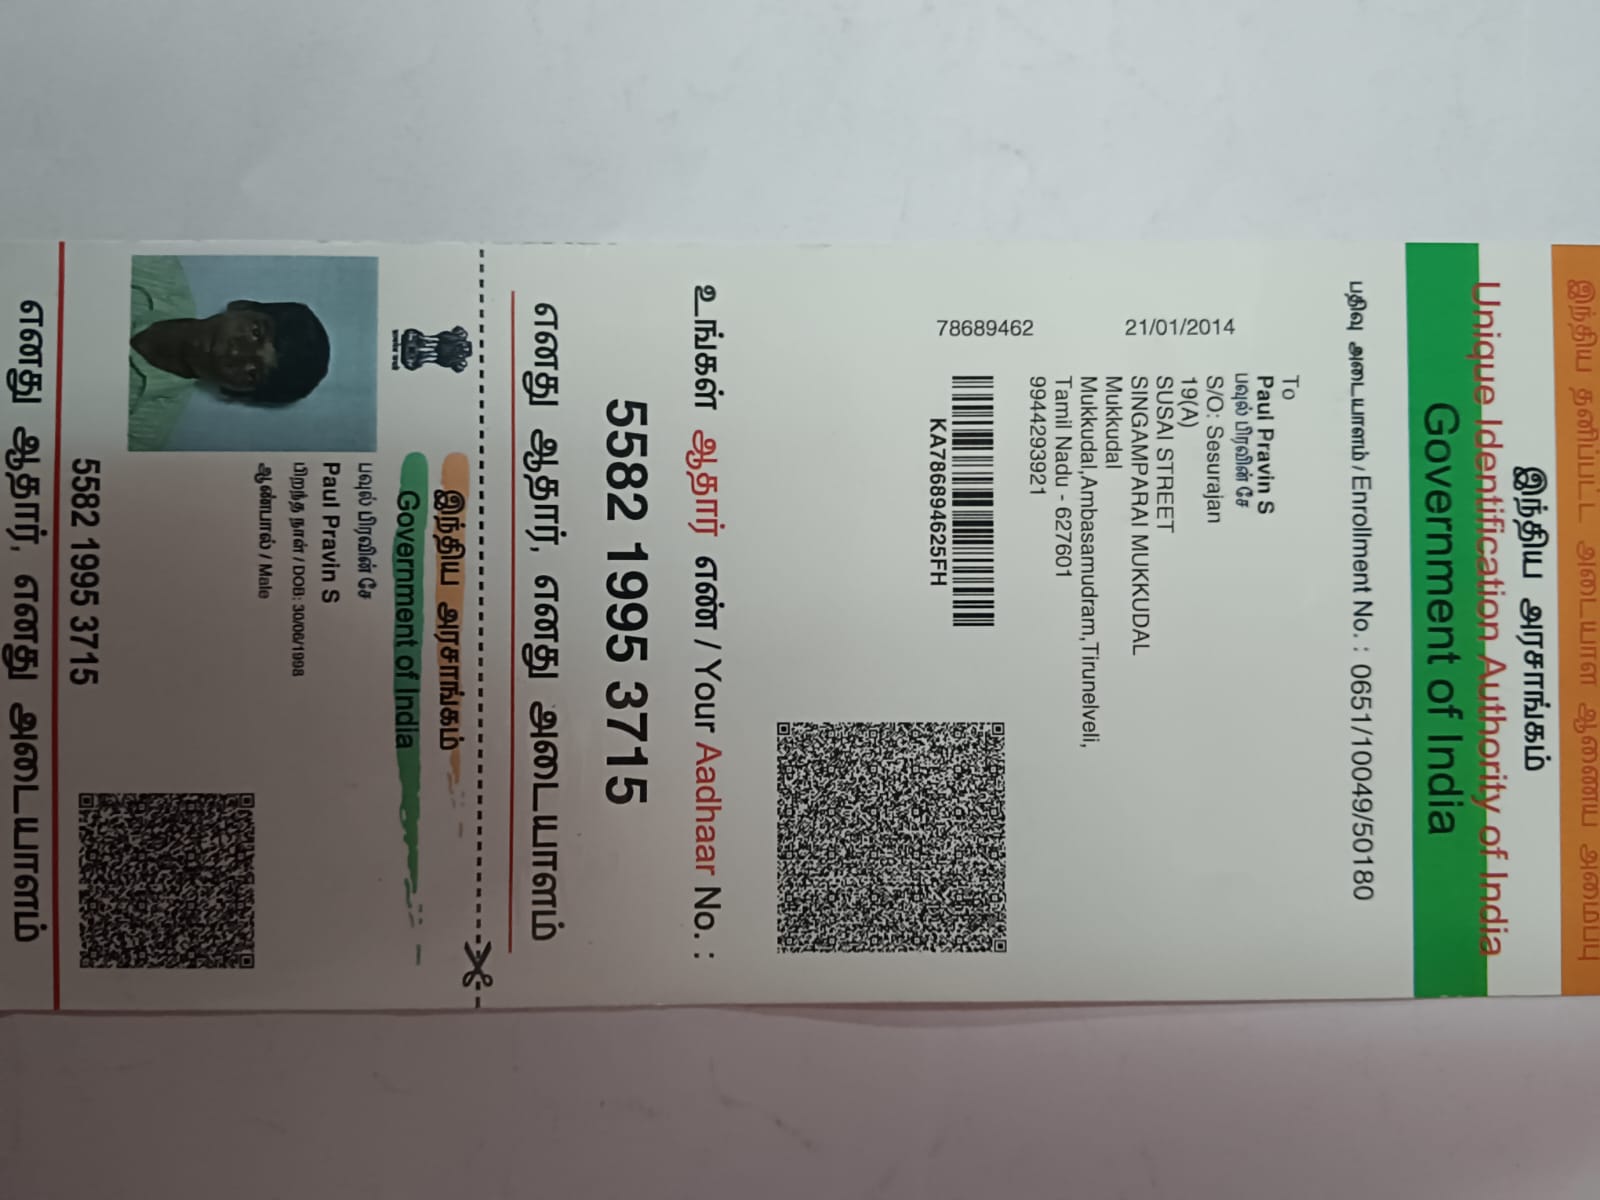 இந்திய தனிப்பட்ட அடையாள ஆணைய அமைப்பு
இந்திய அரசாங்கம்
Unique Identification Authority of India
Government of India
பதிவு அடையாளம் / Enrollment No. : 0651/10049/50180
To
Paul Pravin S
பவுல் பிரவின் சே
S/O: Sesurajan
19(A)
SUSAI STREET
SINGAMPARAI MUKKUDAL
Mukkudal
Mukkudal,Ambasamudram,Tirunelveli,
Tamil Nadu - 627601
9944293921
21/01/2014
78689462
KA786894625FH
உங்கள் ஆதார் எண் / Your Aadhaar No. :
5582 1995 3715
எனது ஆதார், எனது அடையாளம்
இந்திய அரசாங்கம்
Government of India
பவுல் பிரவின் சே
Paul Pravin S
பிறந்த நாள் / DOB: 30/06/1998
ஆண்பால் / Male
5582 1995 3715
எனது ஆதார், எனது அடையாளம்